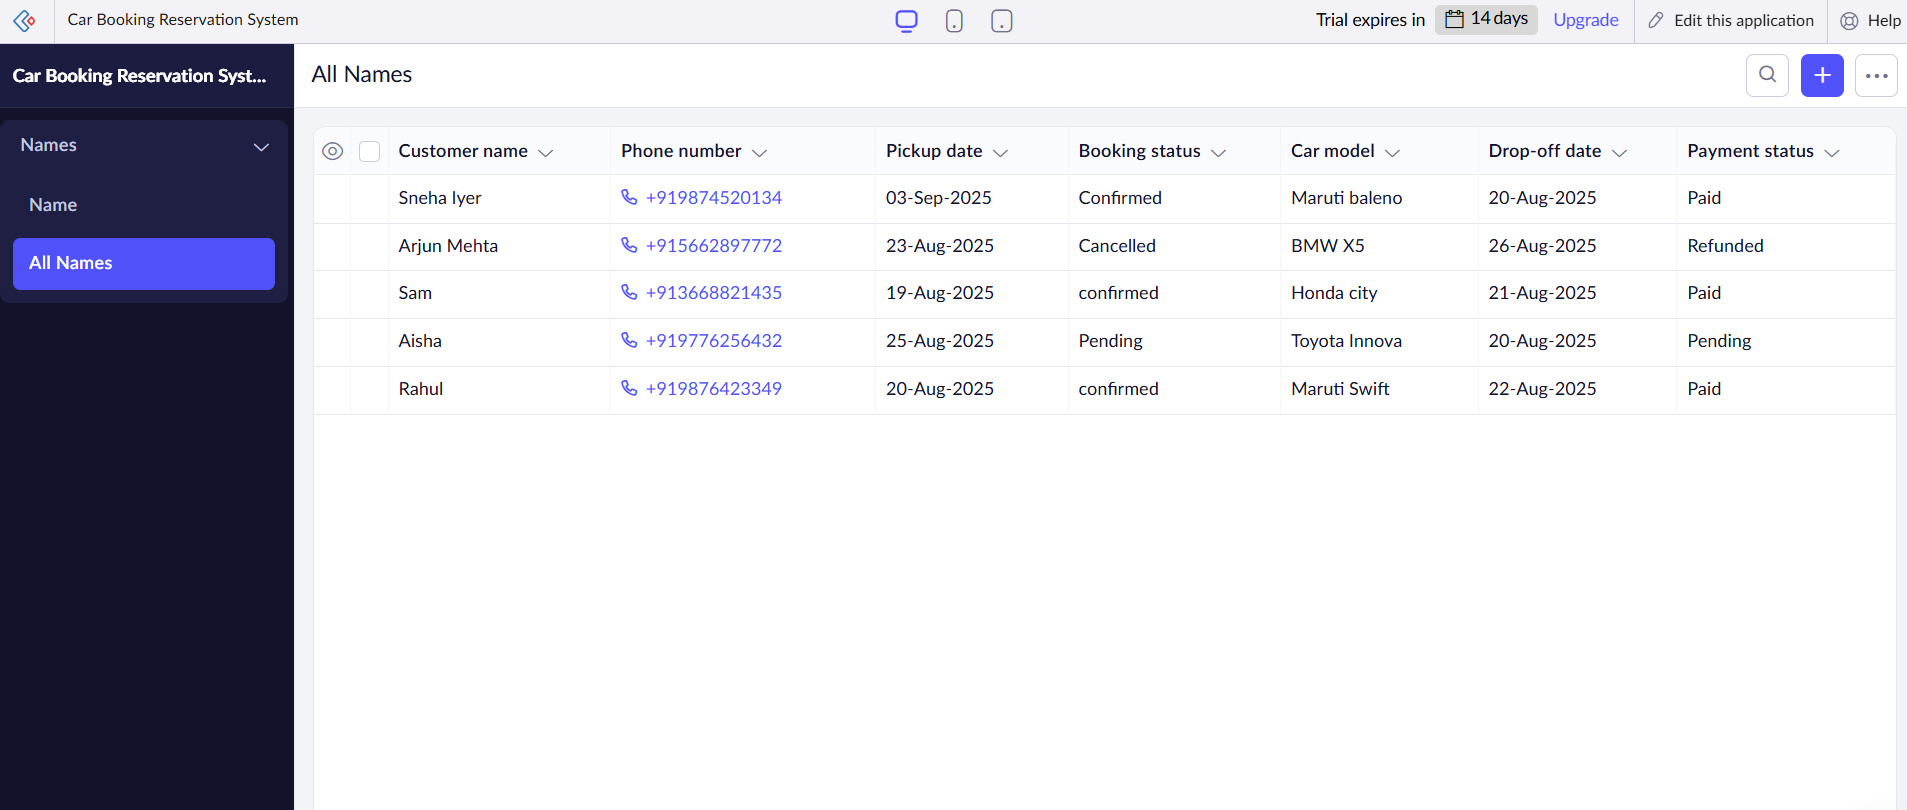 Car Booking Reservation System
Trial expires in 14 days Upgrade Edit this application Help
Car Booking Reservation Syst...
All Names
Names
Name
All Names
Customer name Phone number Pickup date Booking status Car model Drop-off date Payment status
Sneha Iyer +919874520134 03-Sep-2025 Confirmed Maruti baleno 20-Aug-2025 Paid
Arjun Mehta +915662897772 23-Aug-2025 Cancelled BMW X5 26-Aug-2025 Refunded
Sam +913668821435 19-Aug-2025 confirmed Honda city 21-Aug-2025 Paid
Aisha +919776256432 25-Aug-2025 Pending Toyota Innova 20-Aug-2025 Pending
Rahul +919876423349 20-Aug-2025 confirmed Maruti Swift 22-Aug-2025 Paid